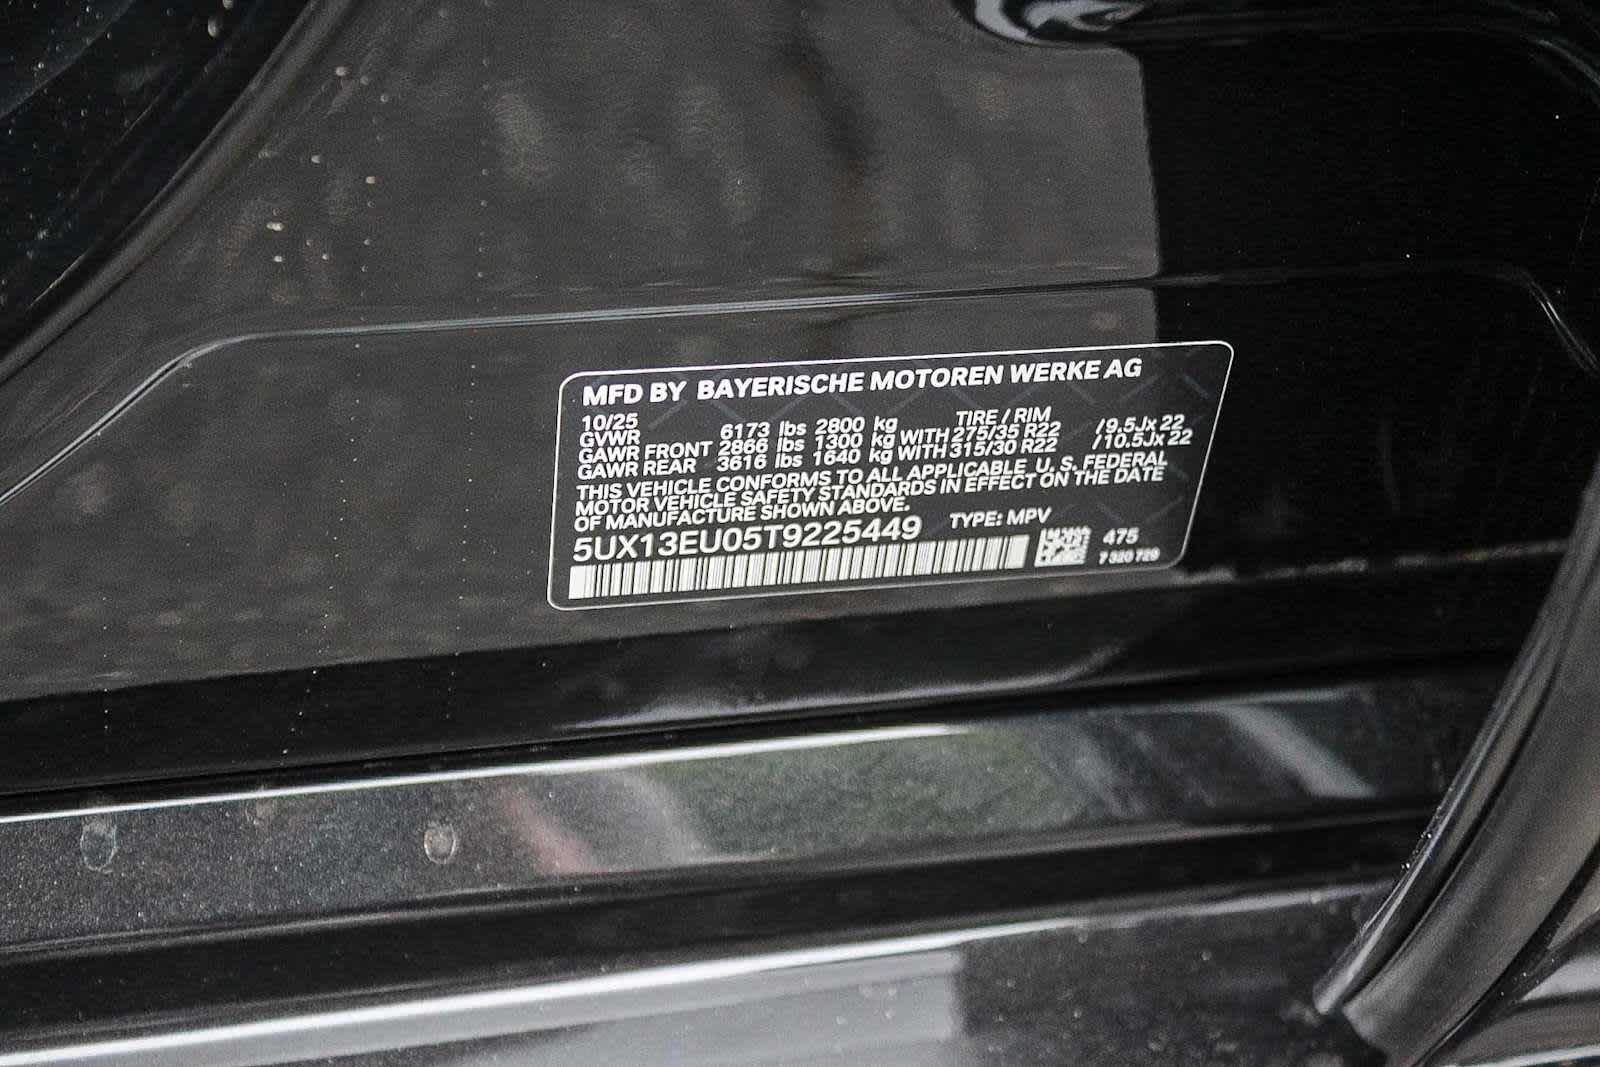 MFD BY BAYERISCHE MOTOREN WERKE AG
10/25 TIRE / RIM
GVWR 6173 lbs 2800 kg
GAWR FRONT 2866 lbs 1300 kg WITH 275/35 R22 /9.5Jx22
GAWR REAR 3616 lbs 1640 kg WITH 315/30 R22 /10.5Jx22
THIS VEHICLE CONFORMS TO ALL APPLICABLE U.S. FEDERAL
MOTOR VEHICLE SAFETY STANDARDS IN EFFECT ON THE DATE
OF MANUFACTURE SHOWN ABOVE.
5UX13EU05T9225449 TYPE: MPV
475
7 320 729